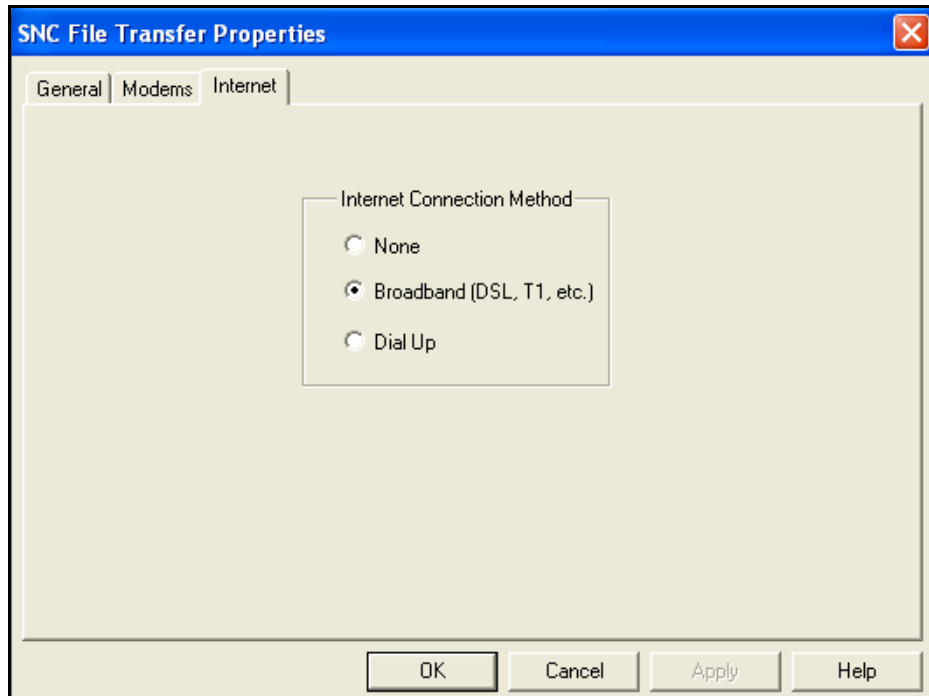 SNC File Transfer Properties
General Modems Internet
Internet Connection Method
None
Broadband (DSL, T1, etc.)
Dial Up
OK Cancel Apply Help